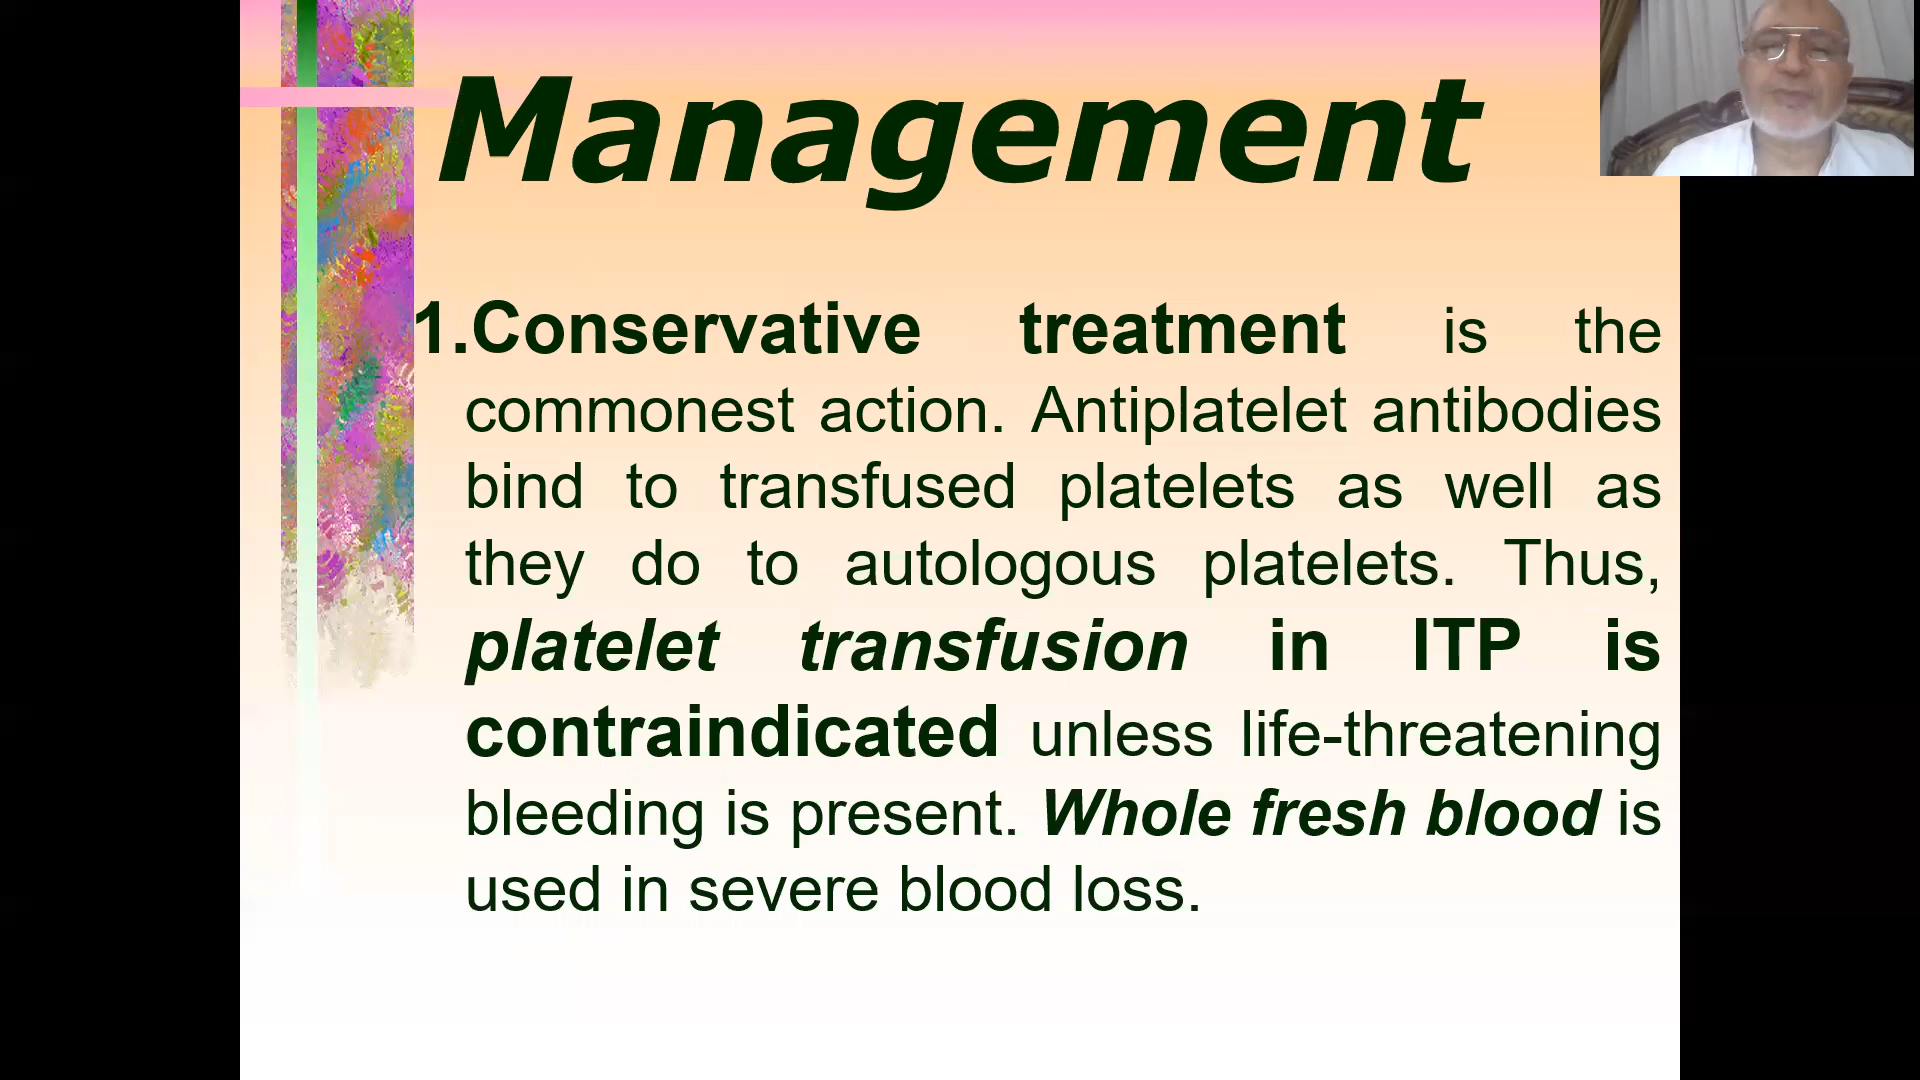 Management
1.Conservative treatment is the
commonest action. Antiplatelet antibodies
bind to transfused platelets as well as
they do to autologous platelets. Thus,
platelet transfusion in ITP is
contraindicated unless life-threatening
bleeding is present. Whole fresh blood is
used in severe blood loss.